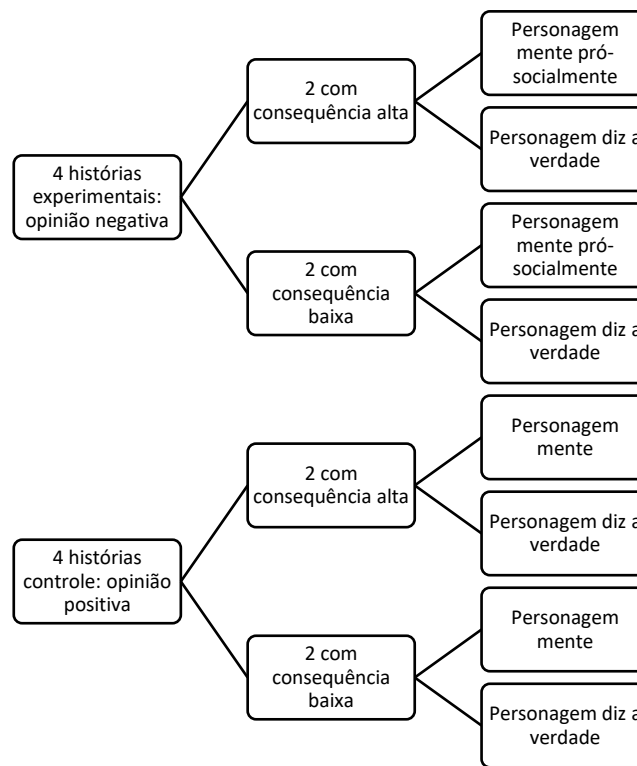 4 histórias
experimentais:
opinião negativa
2 com
consequência alta
Personagem
mente pró-
socialmente
Personagem diz a
verdade
2 com
consequência
baixa
Personagem
mente pró-
socialmente
Personagem diz a
verdade
4 histórias
controle: opinião
positiva
2 com
consequência alta
Personagem
mente
Personagem diz a
verdade
2 com
consequência
baixa
Personagem
mente
Personagem diz a
verdade